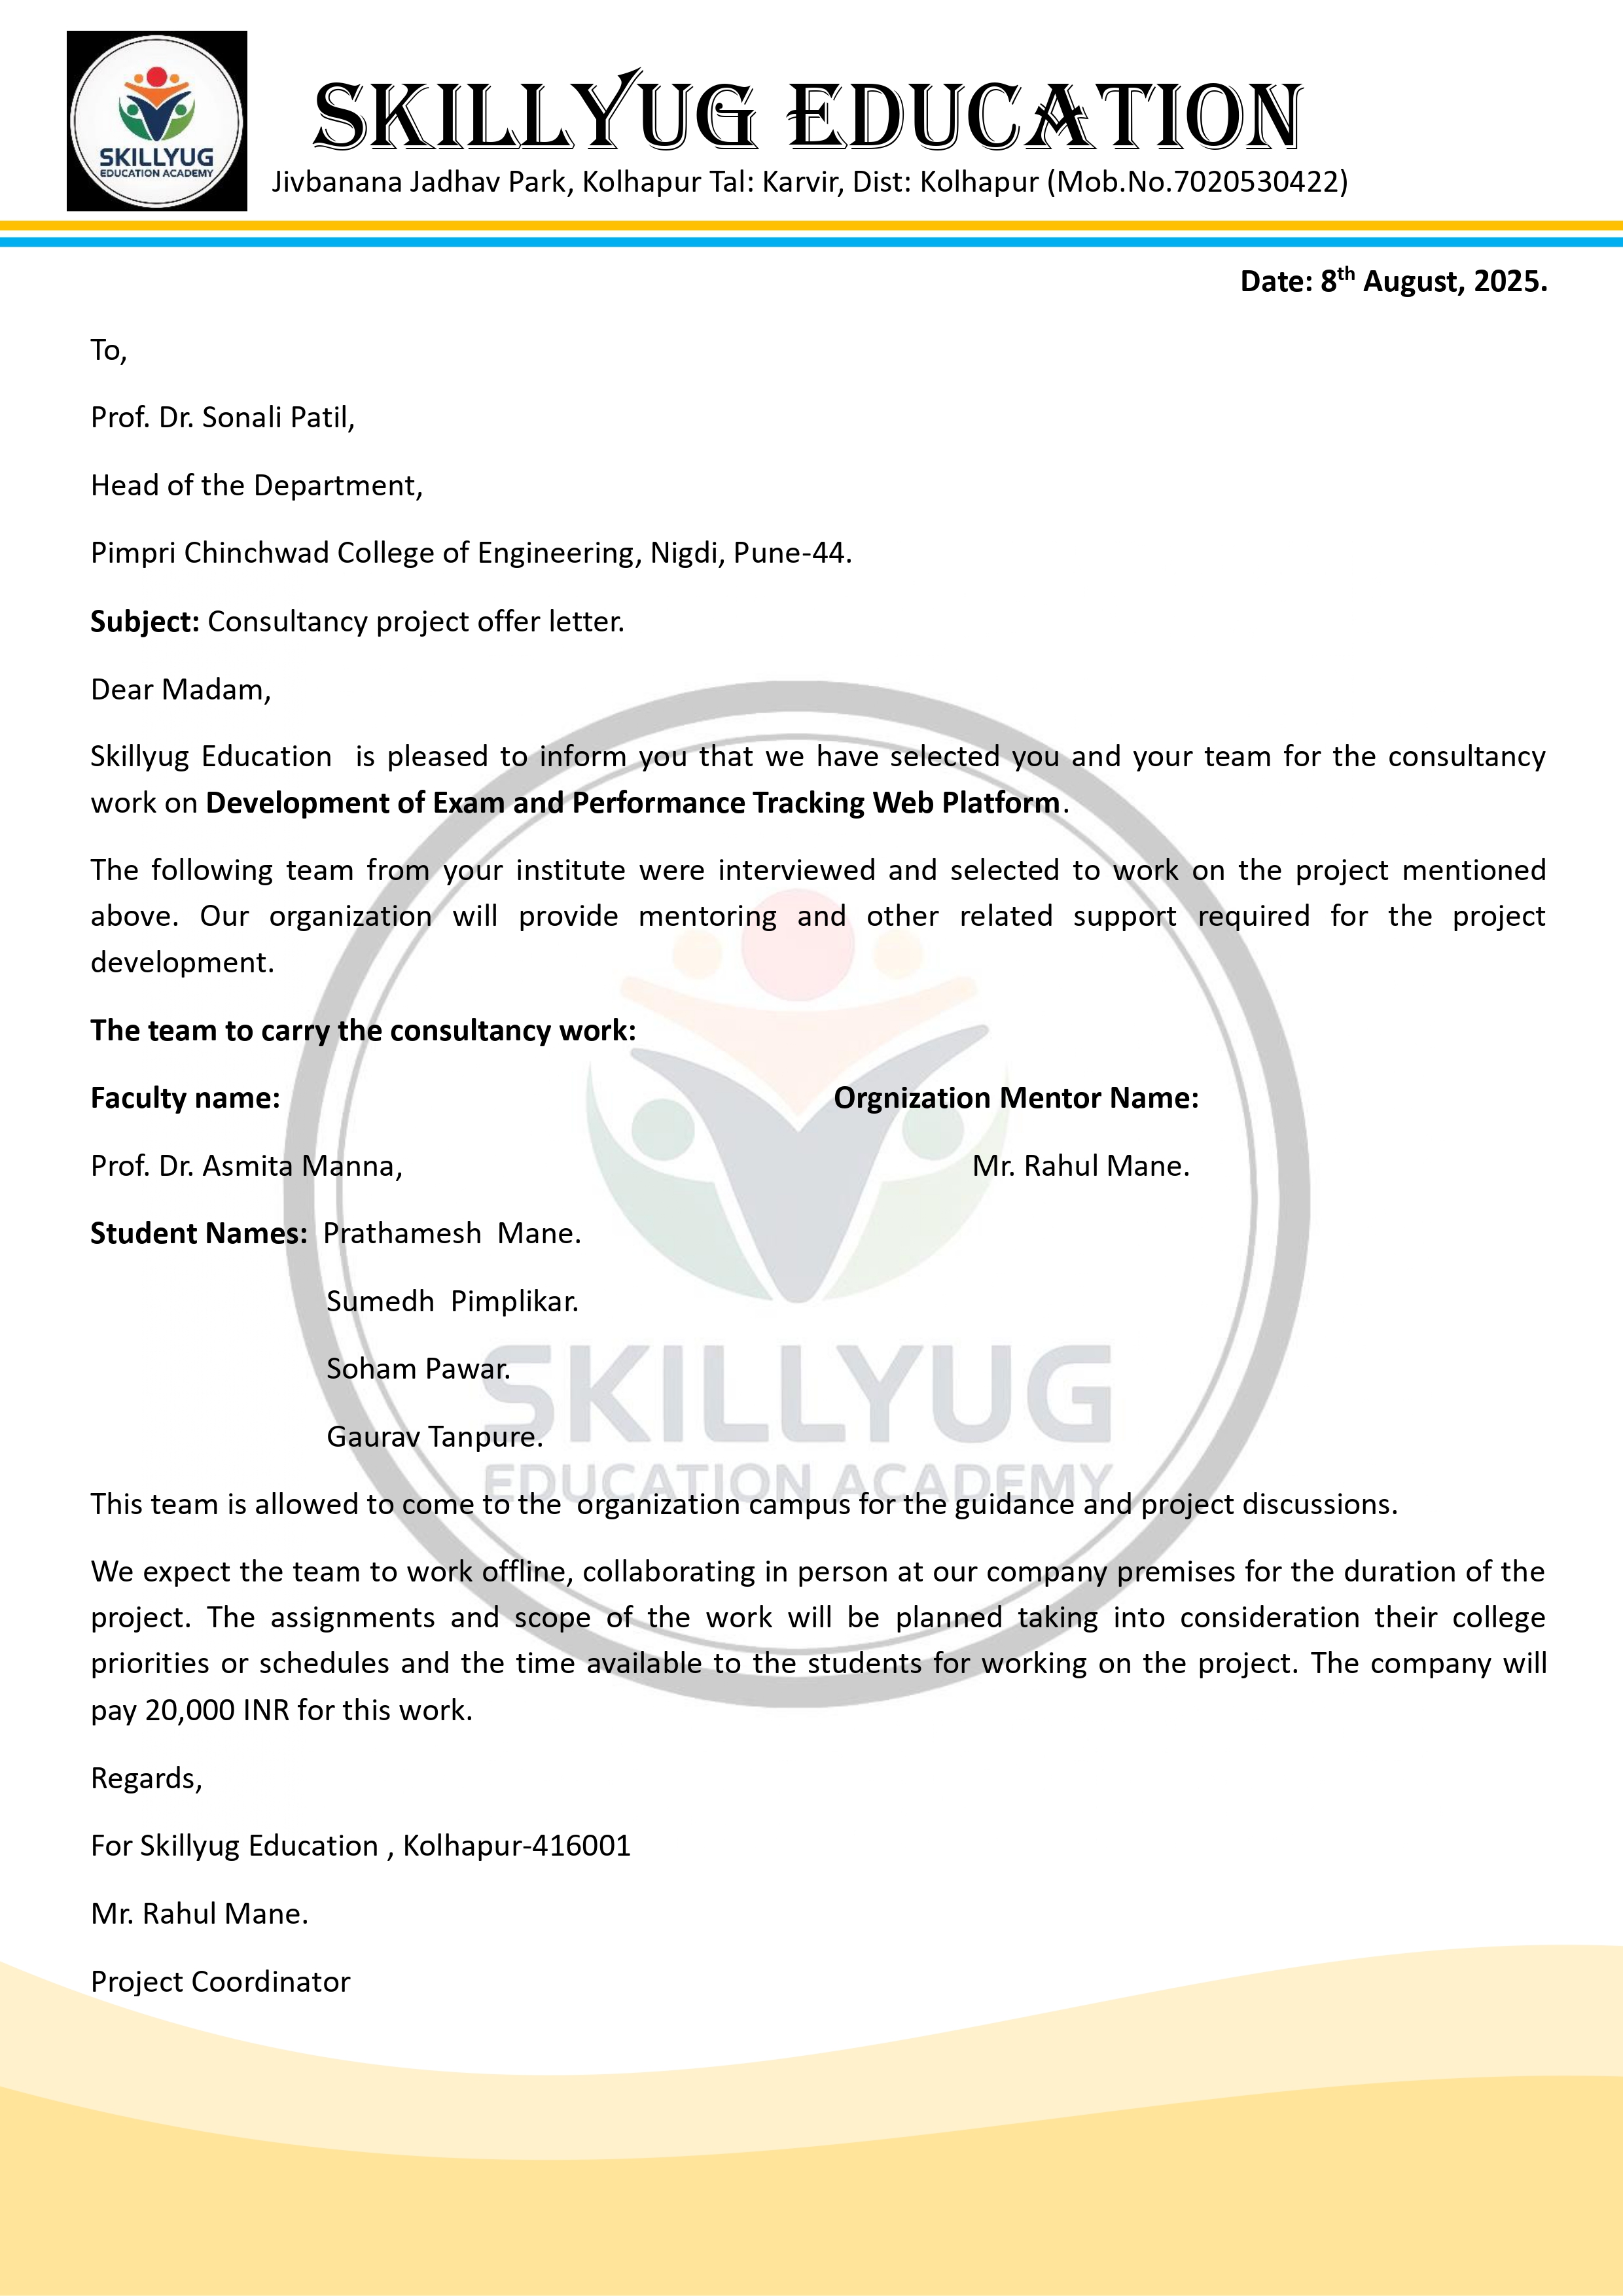 SKILLYUG
EDUCATION ACADEMY
SKILLYUG EDUCATION
Jivbanana Jadhav Park, Kolhapur Tal: Karvir, Dist: Kolhapur (Mob.No.7020530422)
Date: 8th August, 2025.
To,
Prof. Dr. Sonali Patil,
Head of the Department,
Pimpri Chinchwad College of Engineering, Nigdi, Pune-44.
Subject: Consultancy project offer letter.
Dear Madam,
Skillyug Education is pleased to inform you that we have selected you and your team for the consultancy
work on Development of Exam and Performance Tracking Web Platform.
The following team from your institute were interviewed and selected to work on the project mentioned
above. Our organization will provide mentoring and other related support required for the project
development.
The team to carry the consultancy work:
Faculty name: Orgnization Mentor Name:
Prof. Dr. Asmita Manna, Mr. Rahul Mane.
Student Names: Prathamesh Mane.
Sumedh Pimplikar.
Soham Pawar.
Gaurav Tanpure.
SKILLYUG
EDUCATION ACADEMY
This team is allowed to come to the organization campus for the guidance and project discussions.
We expect the team to work offline, collaborating in person at our company premises for the duration of the
project. The assignments and scope of the work will be planned taking into consideration their college
priorities or schedules and the time available to the students for working on the project. The company will
pay 20,000 INR for this work.
Regards,
For Skillyug Education , Kolhapur-416001
Mr. Rahul Mane.
Project Coordinator